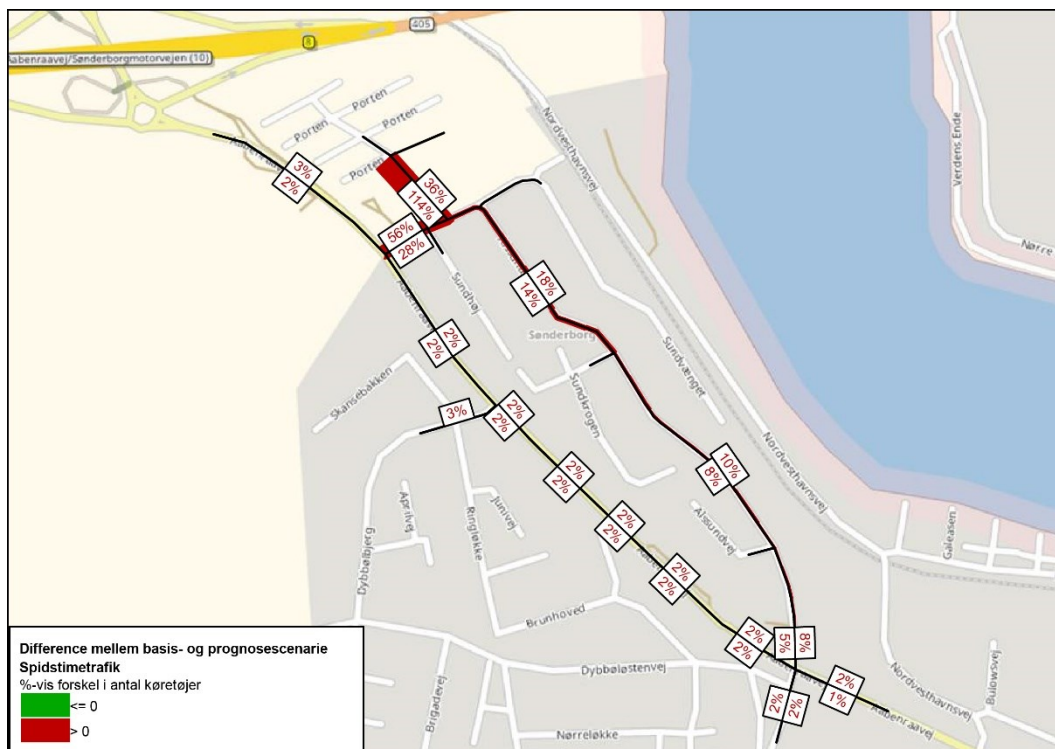 405
8
Aabenraavej/Sønderborgmotorvejen (10)
Porten
Porten
Porten
Porten
Nordvesthavnsvej
Verdens Ende
Nørre
3%
2%
36%
114%
56%
28%
Sundhøj
18%
14%
Sønderborg
Sundvænget
2%
2%
Skansebakken
3%
2%
2%
Sundkrogen
Nordvesthavnsvej
10%
8%
2%
2%
Aprilvej
Junivej
Ringløkke
Alssundvej
Galeasen
2%
2%
Dybbølbjerg
2%
2%
Brunhoved
2%
2%
5%
8%
Dybbøløstenvej
2%
1%
Aabenraavej
Nordvesthavnsvej
Buløwsvej
2%
2%
Brigadevej
Nørreløkke
Difference mellem basis- og prognosescenarie
Spidstimetrafik
%-vis forskel i antal køretøjer
<= 0
> 0